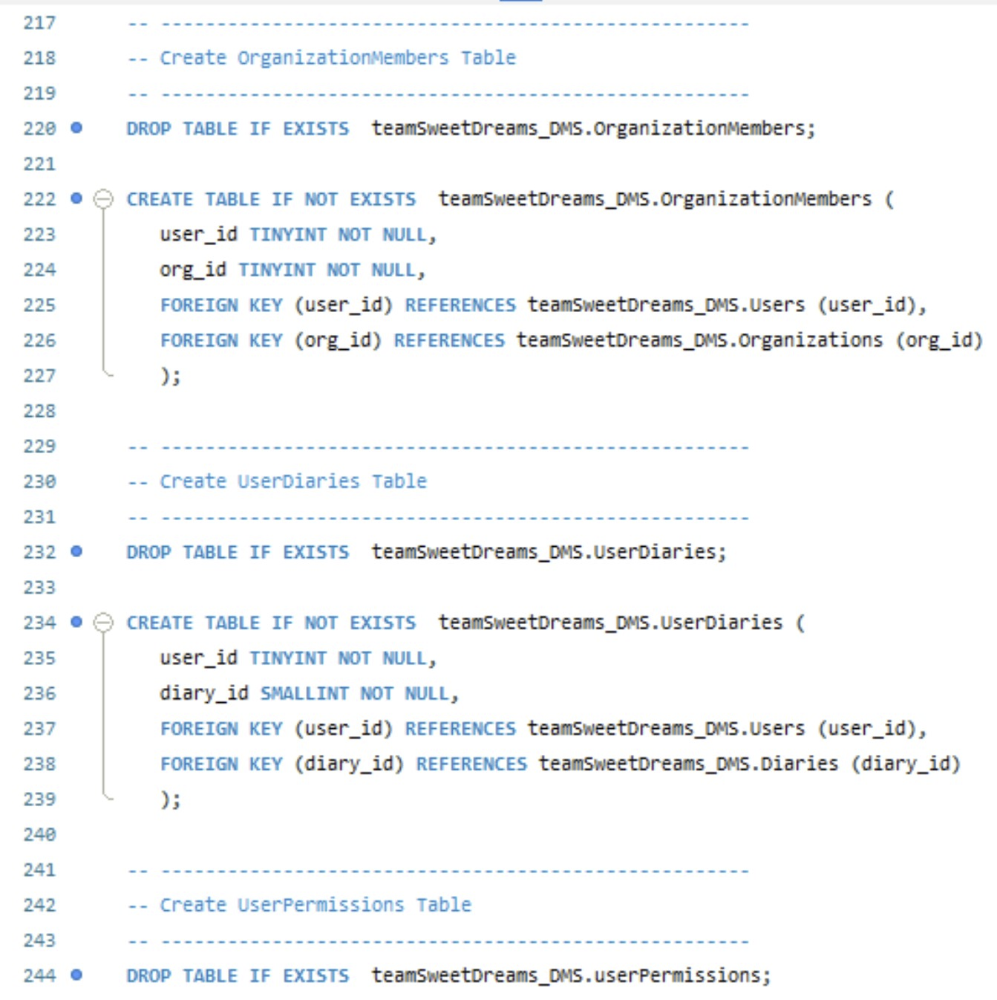 217 -- -----------------------------------------------------
218 -- Create OrganizationMembers Table
219 -- -----------------------------------------------------
220 DROP TABLE IF EXISTS  teamSweetDreams_DMS.OrganizationMembers;
221
222 CREATE TABLE IF NOT EXISTS  teamSweetDreams_DMS.OrganizationMembers (
223 user_id TINYINT NOT NULL,
224 org_id TINYINT NOT NULL,
225 FOREIGN KEY (user_id) REFERENCES teamSweetDreams_DMS.Users (user_id),
226 FOREIGN KEY (org_id) REFERENCES teamSweetDreams_DMS.Organizations (org_id)
227 );
228
229 -- -----------------------------------------------------
230 -- Create UserDiaries Table
231 -- -----------------------------------------------------
232 DROP TABLE IF EXISTS  teamSweetDreams_DMS.UserDiaries;
233
234 CREATE TABLE IF NOT EXISTS  teamSweetDreams_DMS.UserDiaries (
235 user_id TINYINT NOT NULL,
236 diary_id SMALLINT NOT NULL,
237 FOREIGN KEY (user_id) REFERENCES teamSweetDreams_DMS.Users (user_id),
238 FOREIGN KEY (diary_id) REFERENCES teamSweetDreams_DMS.Diaries (diary_id)
239 );
240
241 -- -----------------------------------------------------
242 -- Create UserPermissions Table
243 -- -----------------------------------------------------
244 DROP TABLE IF EXISTS  teamSweetDreams_DMS.userPermissions;